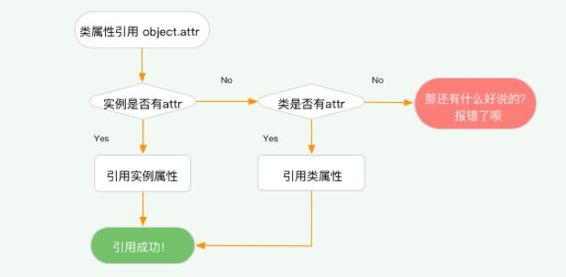 类属性引用 object.attr
No
No
实例是否有attr
类是否有attr
那还有什么好说的?
报错了呗
Yes
Yes
引用实例属性
引用类属性
引用成功!